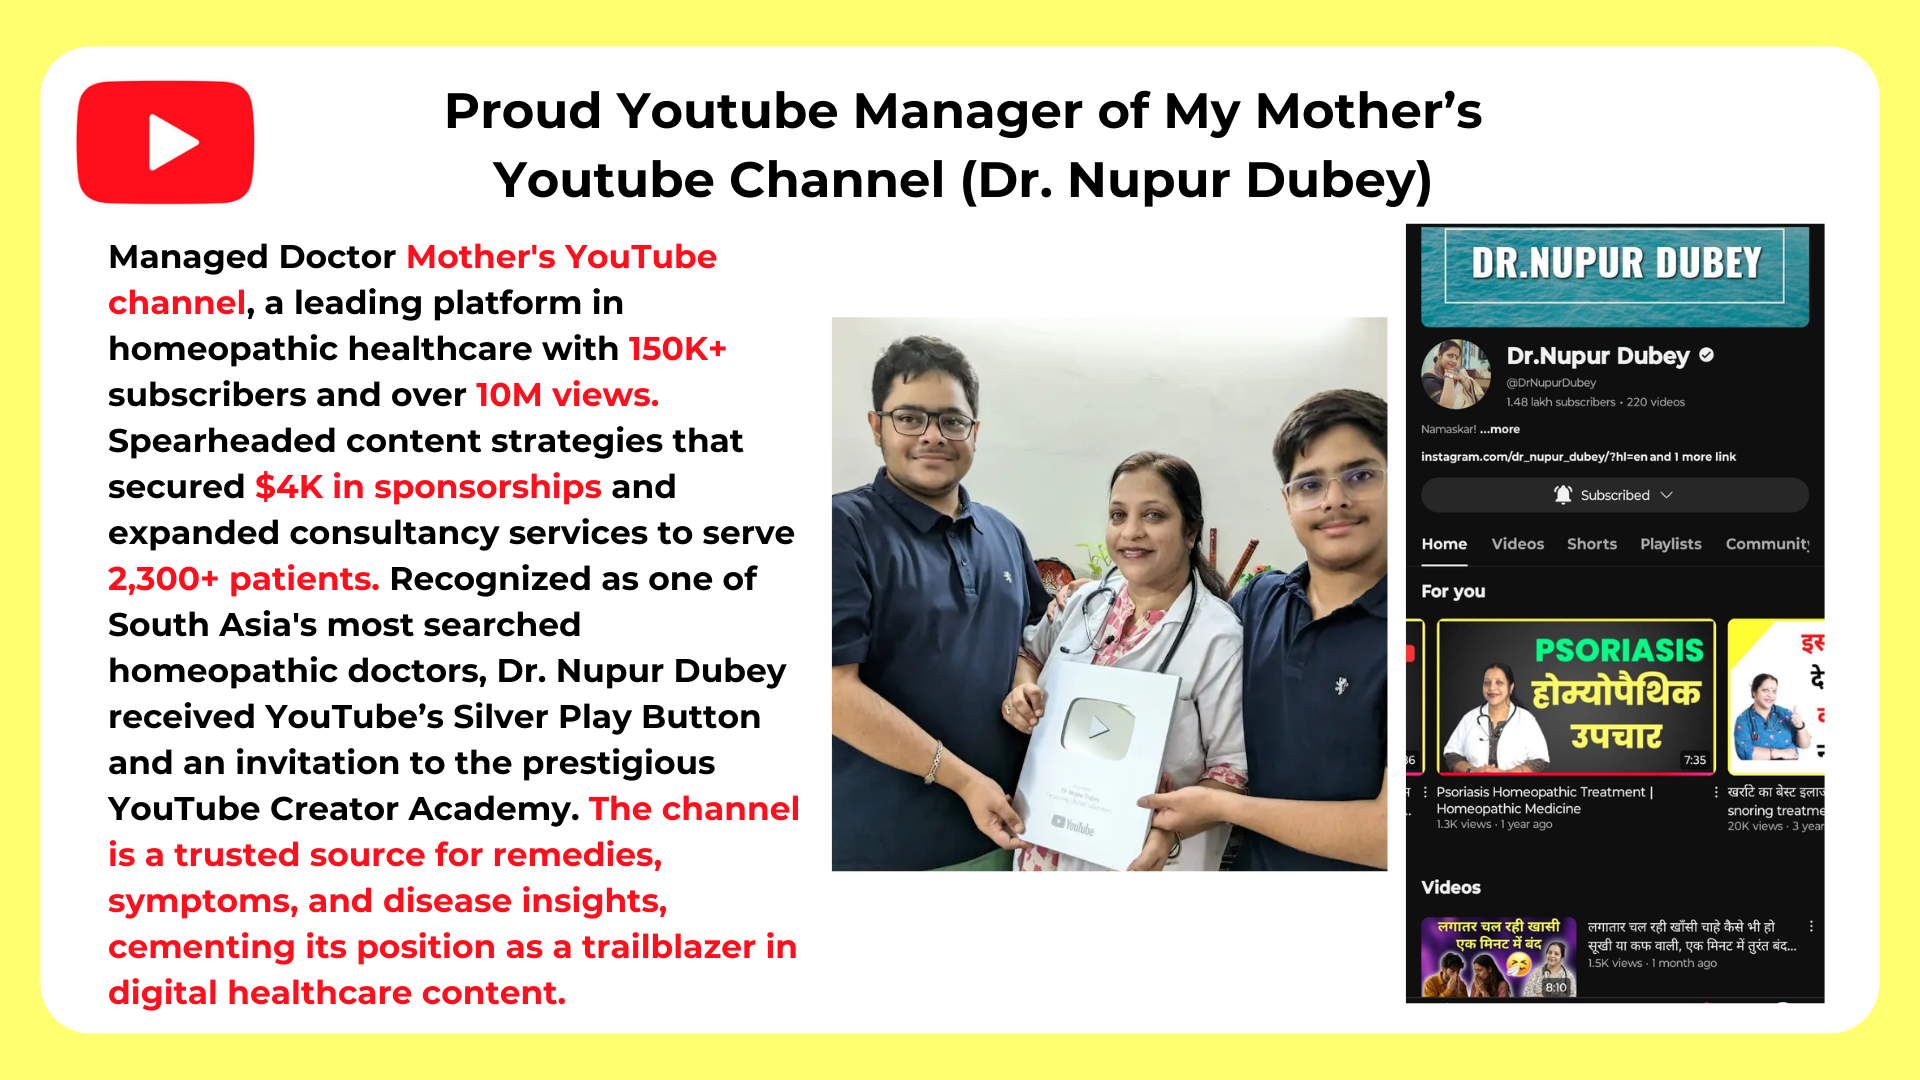 Proud Youtube Manager of My Mother’s
Youtube Channel (Dr. Nupur Dubey)
Managed Doctor Mother's YouTube
channel, a leading platform in
homeopathic healthcare with 150K+
subscribers and over 10M views.
Spearheaded content strategies that
secured $4K in sponsorships and
expanded consultancy services to serve
2,300+ patients. Recognized as one of
South Asia's most searched
homeopathic doctors, Dr. Nupur Dubey
received YouTube’s Silver Play Button
and an invitation to the prestigious
YouTube Creator Academy. The channel
is a trusted source for remedies,
symptoms, and disease insights,
cementing its position as a trailblazer in
digital healthcare content.
Dr. Nupur Dubey
YouTube
DR.NUPUR DUBEY
Dr.Nupur Dubey
@DrNupurDubey
1.48 lakh subscribers • 220 videos
Namaskar! ...more
instagram.com/dr_nupur_dubey/?hl=en and 1 more link
Subscribed
Home Videos Shorts Playlists Community
For you
PSORIASIS
होम्योपैथिक
उपचार
7:35
Psoriasis Homeopathic Treatment |
Homeopathic Medicine
1.3K views · 1 year ago
खर्राटे का बेस्ट इलाज
snoring treatme
20K views · 3 year
Videos
लगातार चल रही खासी
एक मिनट में बंद
8:10
लगातार चल रही खाँसी चाहे कैसे भी हो
सूखी या कफ वाली, एक मिनट में तुरंत बंद...
1.5K views · 1 month ago